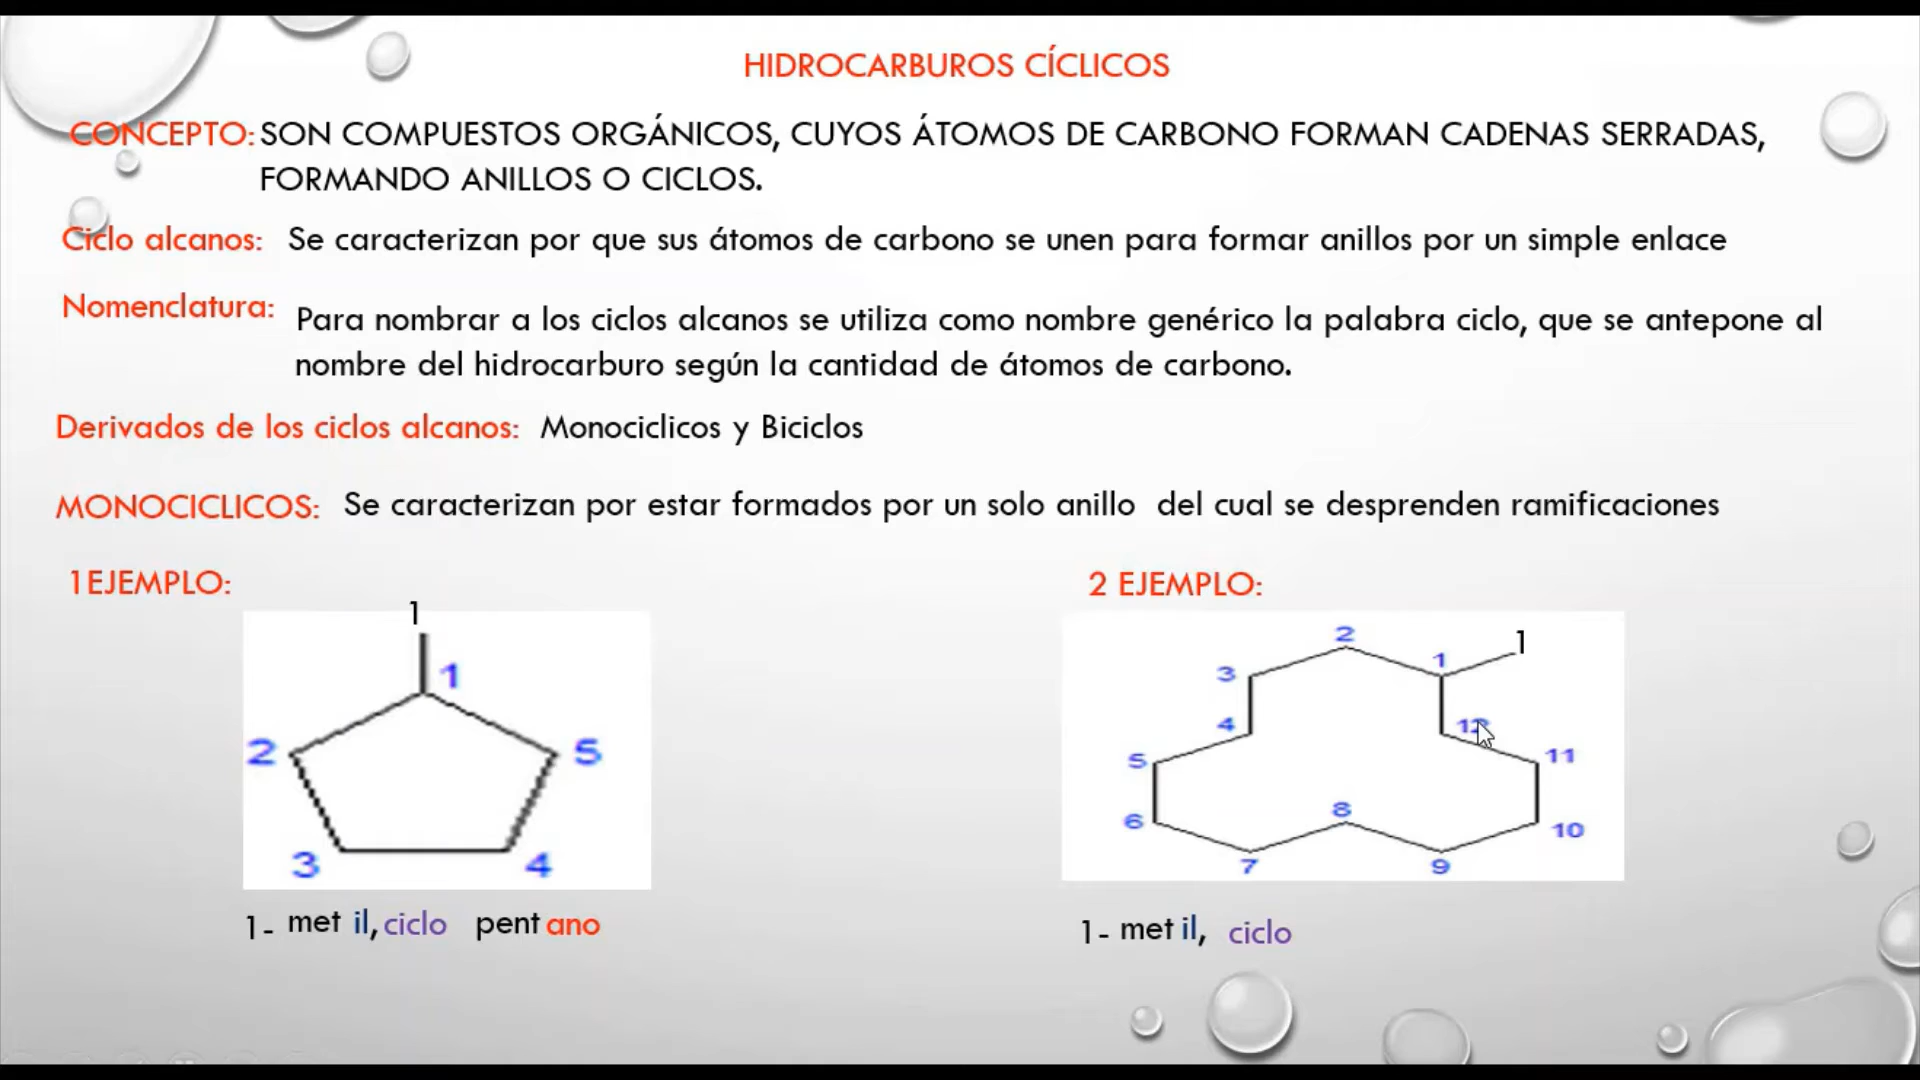 HIDROCARBUROS CÍCLICOS
CONCEPTO: SON COMPUESTOS ORGÁNICOS, CUYOS ÁTOMOS DE CARBONO FORMAN CADENAS SERRADAS,
FORMANDO ANILLOS O CICLOS.
Ciclo alcanos: Se caracterizan por que sus átomos de carbono se unen para formar anillos por un simple enlace
Nomenclatura: Para nombrar a los ciclos alcanos se utiliza como nombre genérico la palabra ciclo, que se antepone al
nombre del hidrocarburo según la cantidad de átomos de carbono.
Derivados de los ciclos alcanos: Monociclicos y Biciclos
MONOCICLICOS: Se caracterizan por estar formados por un solo anillo del cual se desprenden ramificaciones
1EJEMPLO:
1
1
2
5
3
4
1- met il, ciclo pent ano
2 EJEMPLO:
2
1
1
3
4
12
5
11
6
8
10
7
9
1- met il, ciclo